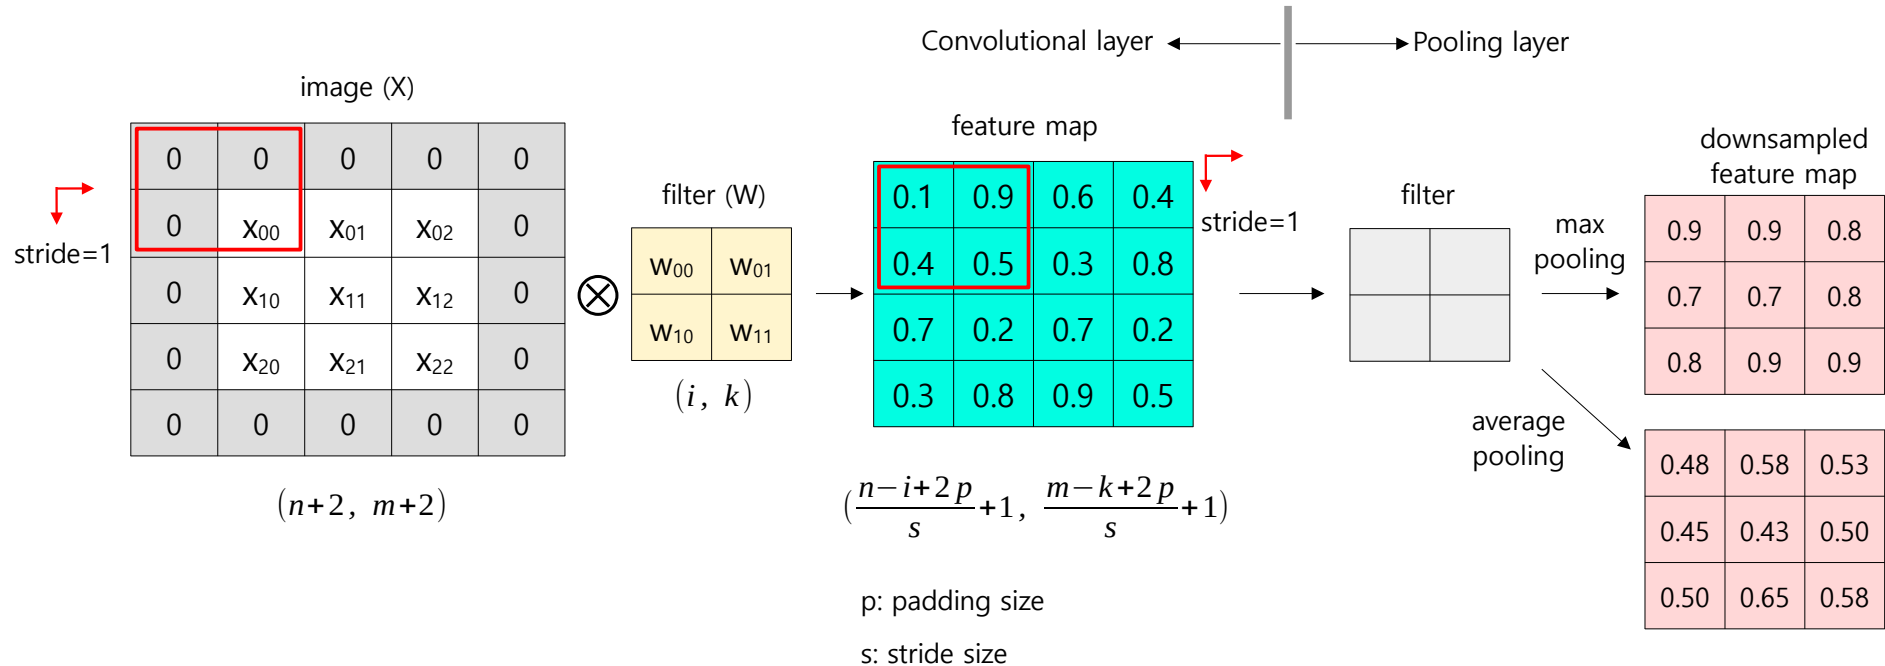 Convolutional layer
Pooling layer
image (X)
0 0 0 0 0
0 x00 x01 x02 0
0 x10 x11 x12 0
0 x20 x21 x22 0
0 0 0 0 0
stride=1
(n+2, m+2)
⊗
filter (W)
w00 w01
w10 w11
(i, k)
feature map
0.1 0.9 0.6 0.4
0.4 0.5 0.3 0.8
0.7 0.2 0.7 0.2
0.3 0.8 0.9 0.5
stride=1
(n−i+2p/s+1, m−k+2p/s+1)
p: padding size
s: stride size
filter
max
pooling
average
pooling
downsampled
feature map
0.9 0.9 0.8
0.7 0.7 0.8
0.8 0.9 0.9
0.48 0.58 0.53
0.45 0.43 0.50
0.50 0.65 0.58